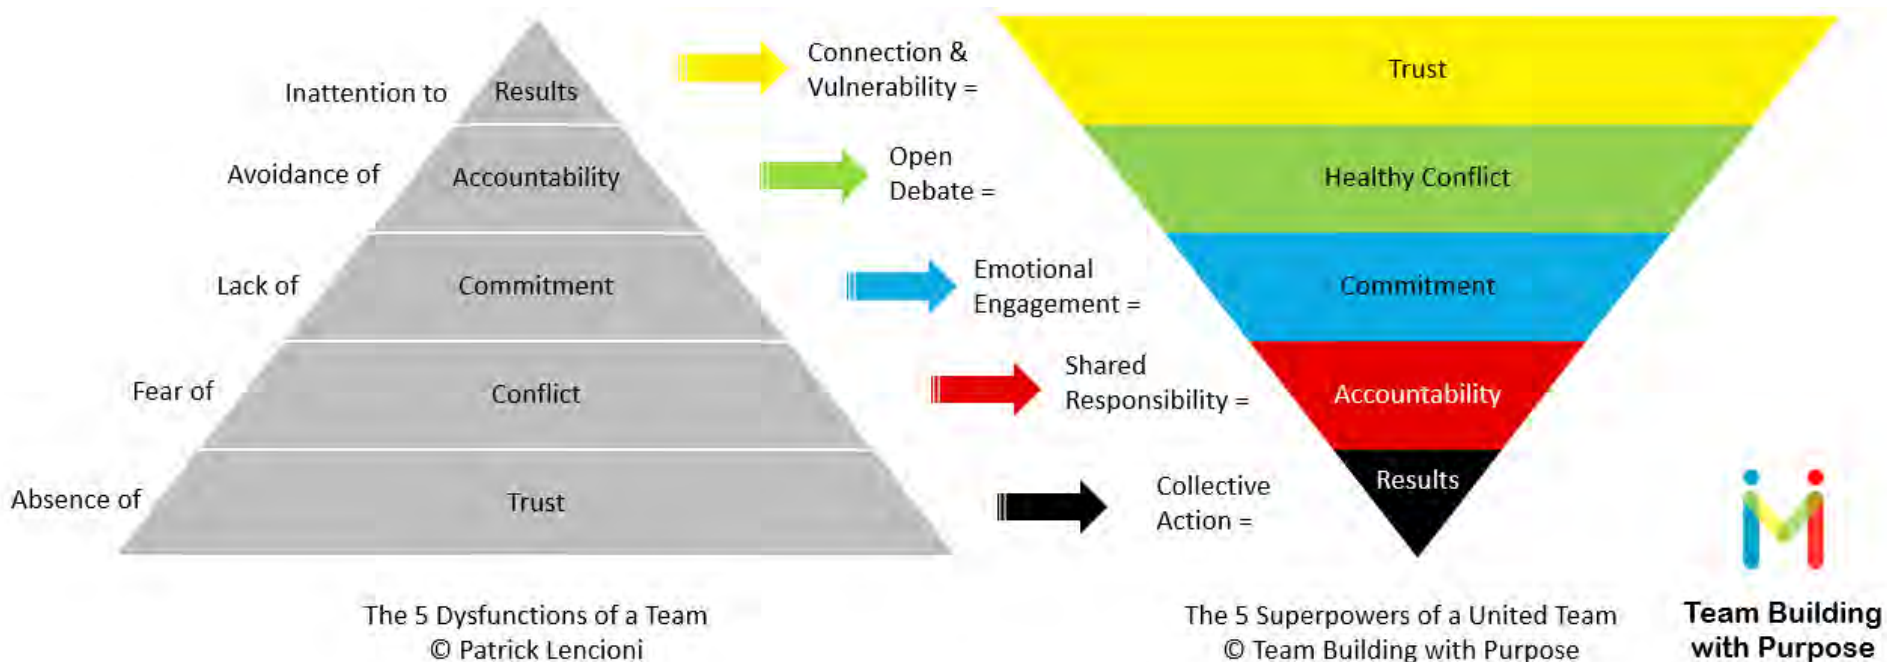 Inattention to Results
Avoidance of Accountability
Lack of Commitment
Fear of Conflict
Absence of Trust
The 5 Dysfunctions of a Team
© Patrick Lencioni
Connection &
Vulnerability =
Trust
Open
Debate =
Healthy Conflict
Emotional
Engagement =
Commitment
Shared
Responsibility =
Accountability
Collective
Action =
Results
The 5 Superpowers of a United Team
© Team Building with Purpose
Team Building
with Purpose